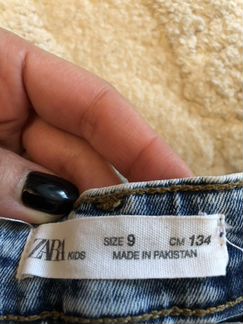 ZARA KIDS SIZE 9 CM 134
MADE IN PAKISTAN